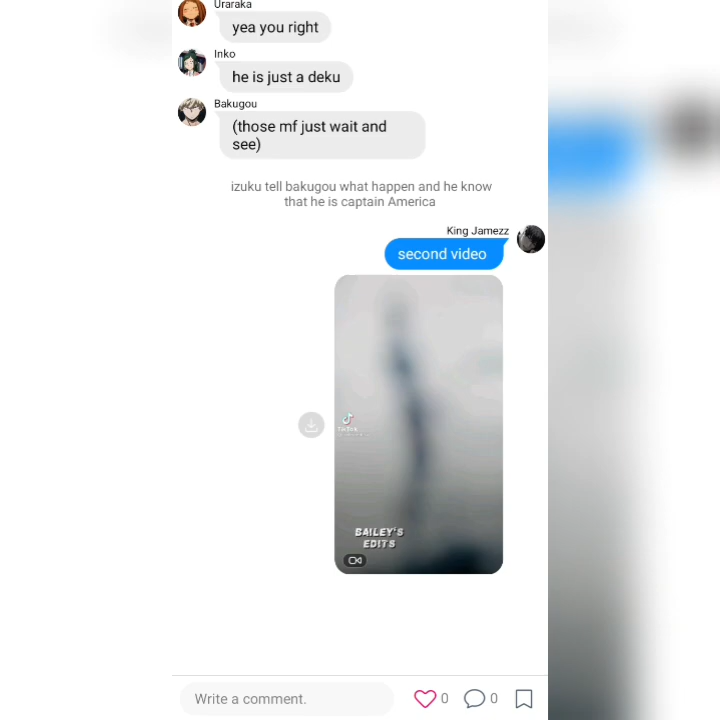 Uraraka
yea you right
Inko
he is just a deku
Bakugou
(those mf just wait and
see)
izuku tell bakugou what happen and he know
that he is captain America
King Jamezz
second video
TikTok
BAILEY'S
EDITS
Write a comment.
0
0